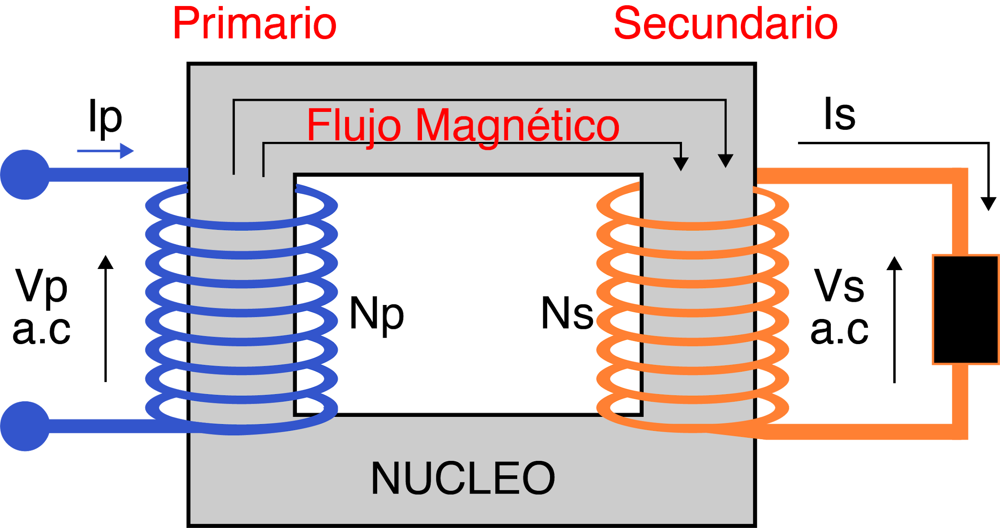 Primario
Secundario
Ip
Flujo Magnético
Is
Vp
a.c
Np
Ns
Vs
a.c
NUCLEO